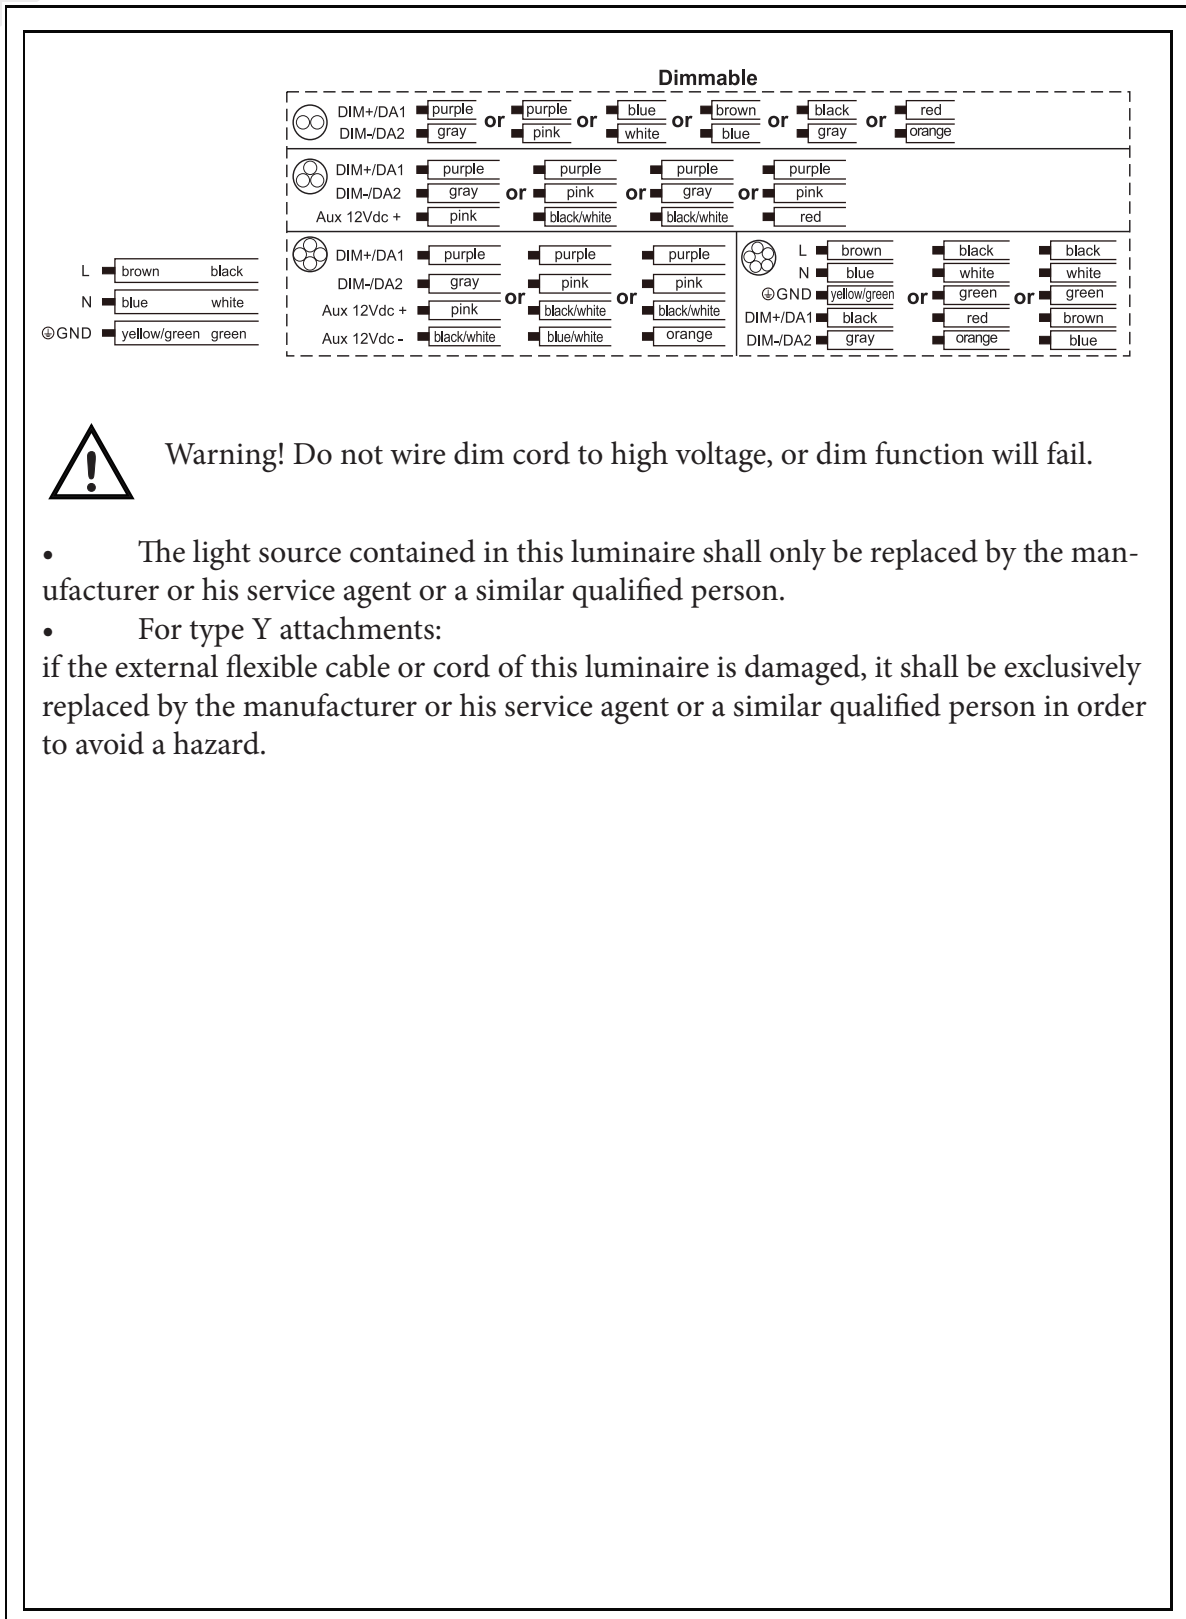 Dimmable
DIM+/DA1 purple or purple or blue or brown or black or red
DIM-/DA2 gray pink white blue gray orange
DIM+/DA1 purple purple purple purple
DIM-/DA2 gray or pink or gray or pink
Aux 12Vdc + pink black/white black/white red
DIM+/DA1 purple purple purple
DIM-/DA2 gray or pink or pink
Aux 12Vdc + pink black/white black/white
Aux 12Vdc - black/white blue/white orange
L brown black black
N blue white white
GND yellow/green or green or green
DIM+/DA1 black red brown
DIM-/DA2 gray orange blue
L brown black
N blue white
GND yellow/green green
Warning! Do not wire dim cord to high voltage, or dim function will fail.
• The light source contained in this luminaire shall only be replaced by the man-
ufacturer or his service agent or a similar qualified person.
• For type Y attachments:
if the external flexible cable or cord of this luminaire is damaged, it shall be exclusively
replaced by the manufacturer or his service agent or a similar qualified person in order
to avoid a hazard.